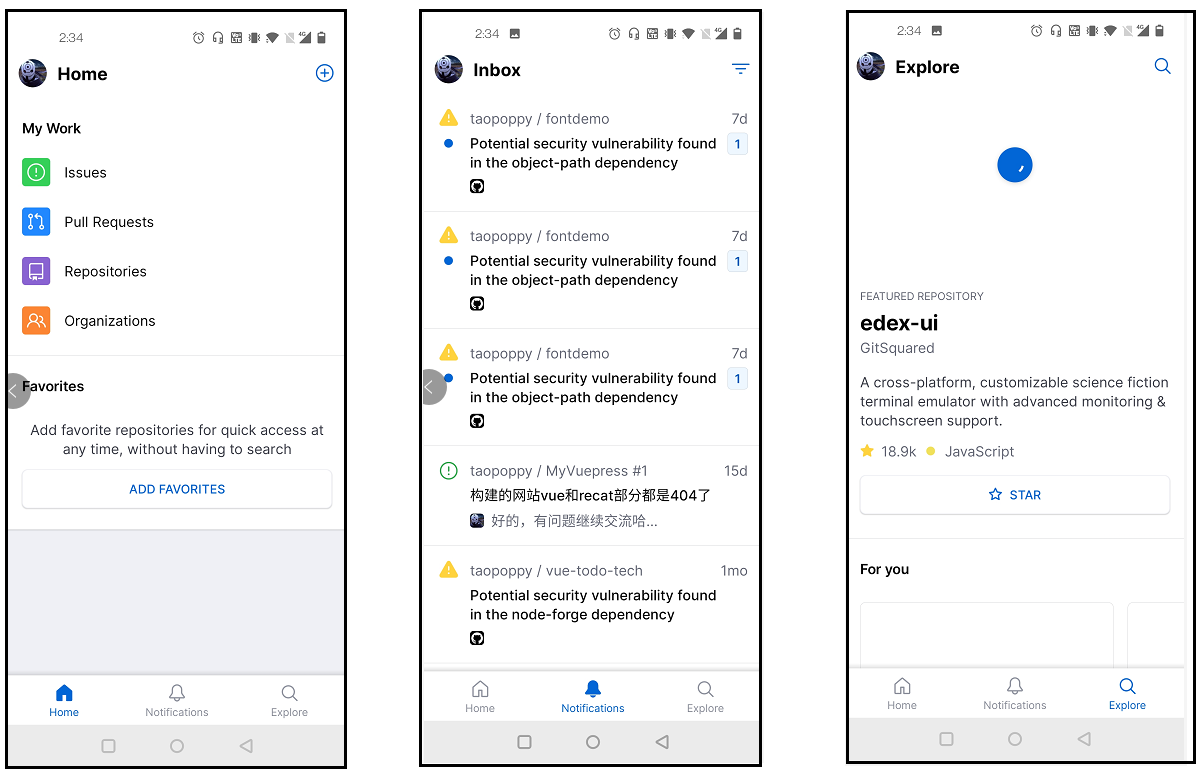 2:34
Home
My Work
Issues
Pull Requests
Repositories
Organizations
Favorites
Add favorite repositories for quick access at
any time, without having to search
ADD FAVORITES
Home
Notifications
Explore
2:34
Inbox
taopoppy / fontdemo 7d
Potential security vulnerability found 1
in the object-path dependency
taopoppy / fontdemo 7d
Potential security vulnerability found 1
in the object-path dependency
taopoppy / fontdemo 7d
Potential security vulnerability found 1
in the object-path dependency
taopoppy / MyVuepress #1 15d
构建的网站vue和recat部分都是404了
好的，有问题继续交流哈...
taopoppy / vue-todo-tech 1mo
Potential security vulnerability found
in the node-forge dependency
Home
Notifications
Explore
2:34
Explore
FEATURED REPOSITORY
edex-ui
GitSquared
A cross-platform, customizable science fiction
terminal emulator with advanced monitoring &
touchscreen support.
18.9k JavaScript
STAR
For you
Home
Notifications
Explore